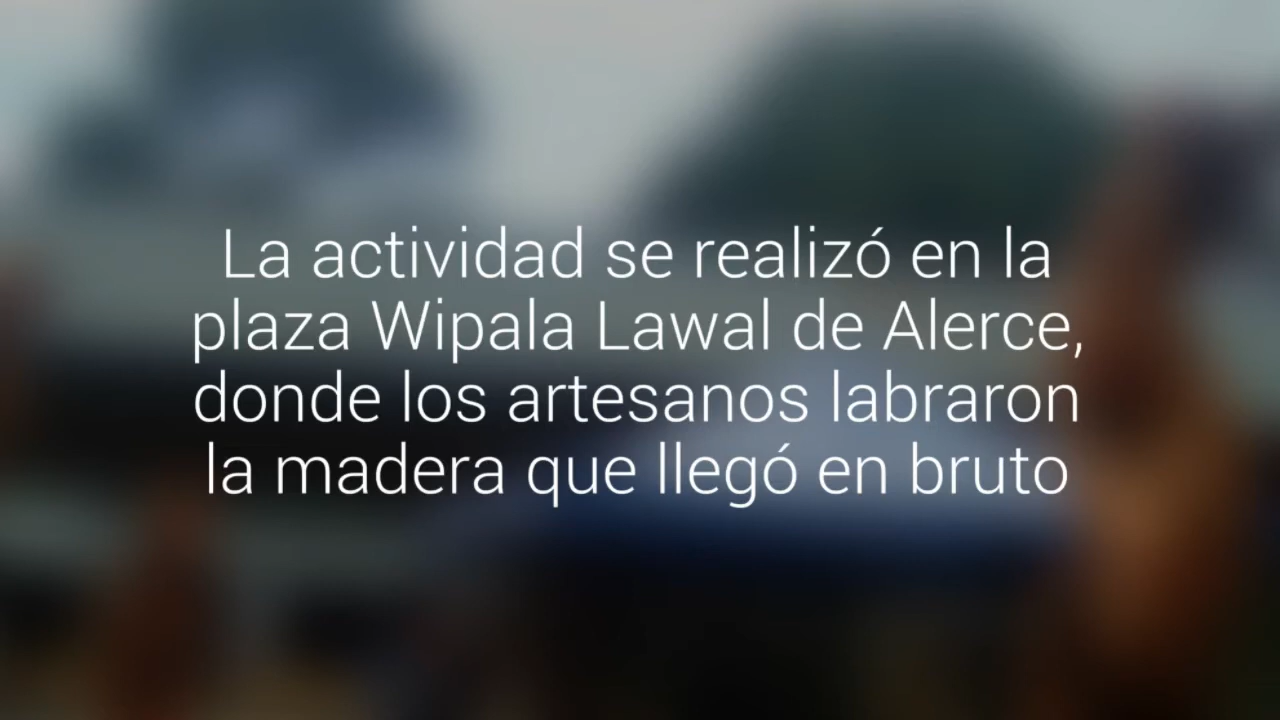 La actividad se realizó en la
plaza Wipala Lawal de Alerce,
donde los artesanos labraron
la madera que llegó en bruto